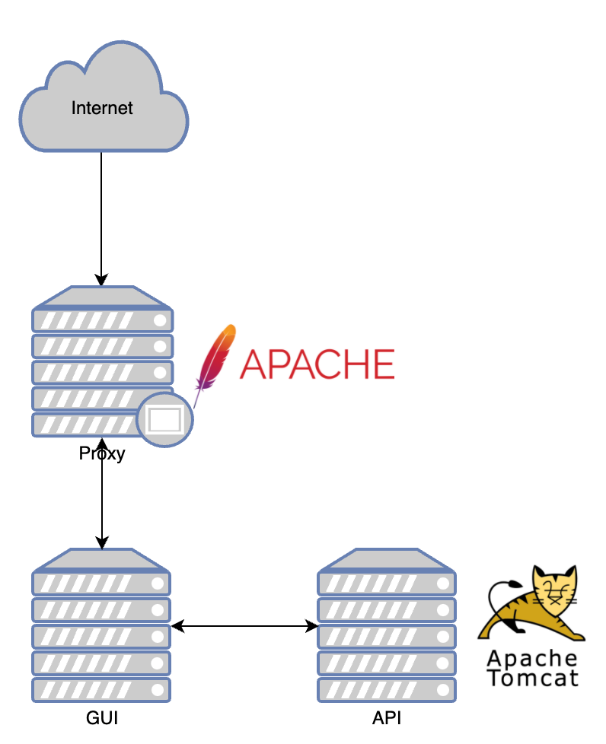 Internet
APACHE
Proxy
Apache
Tomcat
GUI
API